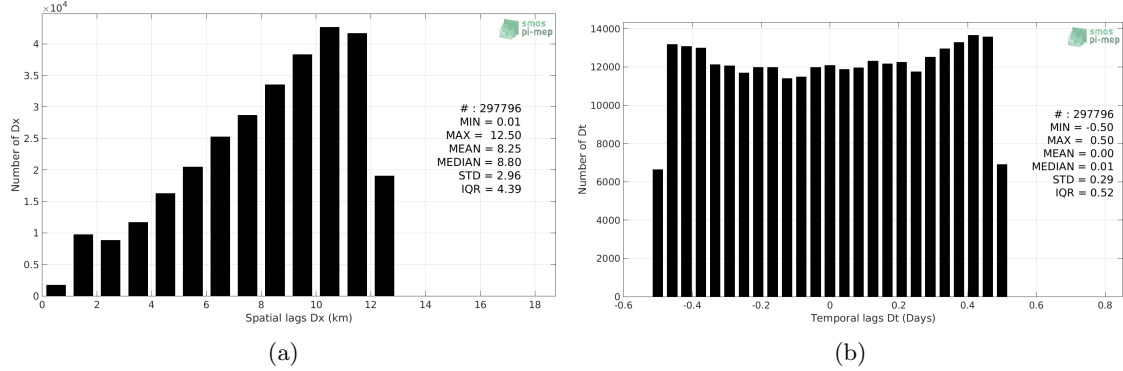 ×10⁴
4
3.5
3
2.5
2
1.5
1
0.5
0
Number of Dx
0 2 4 6 8 10 12 14 16 18
Spatial lags Dx (km)
smos
pi-mep
# : 297796
MIN = 0.01
MAX = 12.50
MEAN = 8.25
MEDIAN = 8.80
STD = 2.96
IQR = 4.39
(a)
14000
12000
10000
8000
6000
4000
2000
0
Number of Dt
-0.6 -0.4 -0.2 0 0.2 0.4 0.6 0.8
Temporal lags Dt (Days)
smos
pi-mep
# : 297796
MIN = -0.50
MAX = 0.50
MEAN = 0.00
MEDIAN = 0.01
STD = 0.29
IQR = 0.52
(b)